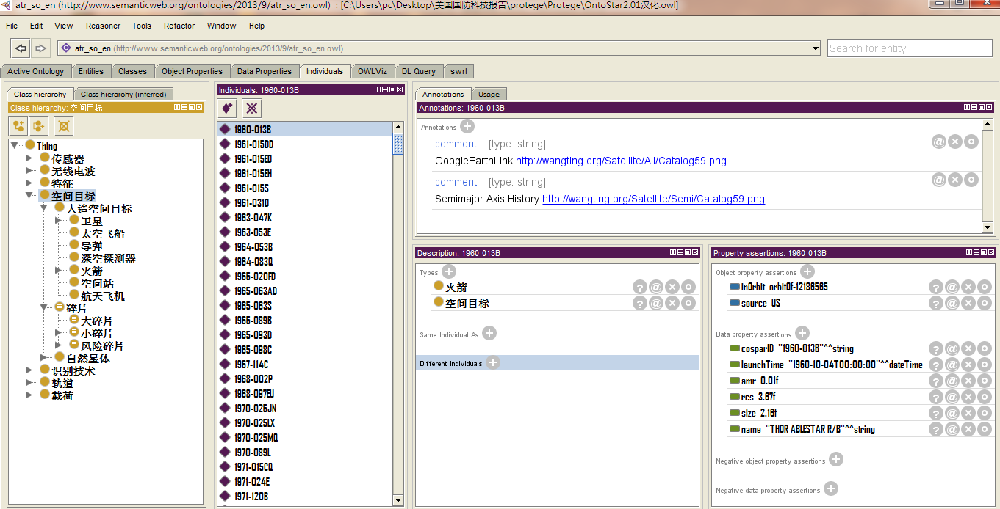 atr_so_en (http://www.semanticweb.org/ontologies/2013/9/atr_so_en.owl) : [C:\Users\pc\Desktop\美国国防科技报告\protege\Protege\OntoStar2.01汉化.owl]
File Edit View Reasoner Tools Refactor Window Help
atr_so_en (http://www.semanticweb.org/ontologies/2013/9/atr_so_en.owl)
Search for entity
Active Ontology Entities Classes Object Properties Data Properties Individuals OWLViz DL Query swrl
Class hierarchy Class hierarchy (inferred)
Class hierarchy: 空间目标
Thing
传感器
无线电波
特征
空间目标
人造空间目标
卫星
太空飞船
导弹
深空探测器
火箭
空间站
航天飞机
碎片
大碎片
小碎片
风险碎片
自然星体
识别技术
轨道
载荷
Individuals: 1960-013B
1960-013B
1961-015DD
1961-015ED
1961-015EH
1961-015S
1961-031D
1963-047K
1963-053E
1964-053B
1964-083Q
1965-020FD
1965-063AD
1965-063S
1965-089B
1965-093D
1965-098C
1967-114C
1968-002P
1968-097EU
1970-025JN
1970-025LX
1970-025MQ
1970-089L
1971-015CQ
1971-024E
1971-120B
Annotations Usage
Annotations: 1960-013B
Annotations
comment [type: string]
GoogleEarthLink:http://wangting.org/Satellite/All/Catalog59.png
comment [type: string]
Semimajor Axis History:http://wangting.org/Satellite/Semi/Catalog59.png
Description: 1960-013B
Types
火箭
空间目标
Same Individual As
Different Individuals
Property assertions: 1960-013B
Object property assertions
inOrbit orbitOf-12186565
source US
Data property assertions
cosparID "1960-013B"^^string
launchTime "1960-10-04T00:00:00"^^dateTime
amr 0.01f
rcs 3.67f
size 2.16f
name "THOR ABLESTAR R/B"^^string
Negative object property assertions
Negative data property assertions